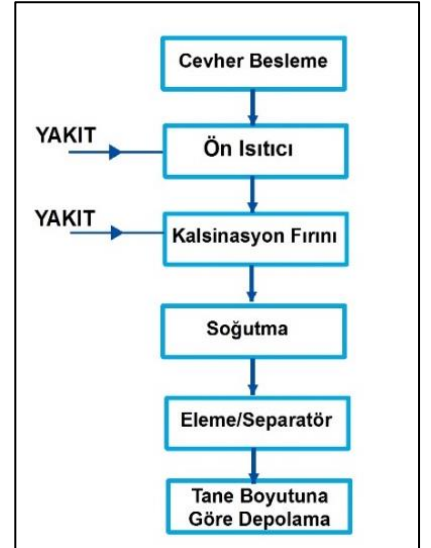 Cevher Besleme
YAKIT
Ön Isıtıcı
YAKIT
Kalsinasyon Fırını
Soğutma
Eleme/Separatör
Tane Boyutuna
Göre Depolama